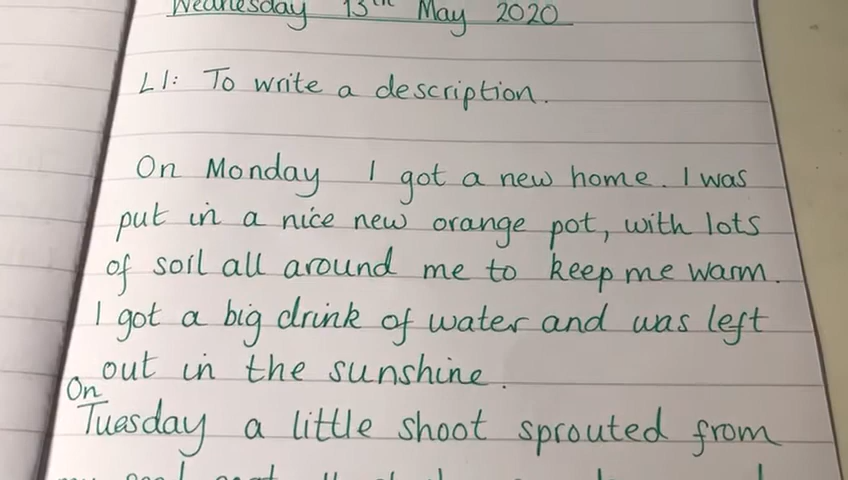 Wednesday 13th May 2020
LI: To write a description.
On Monday I got a new home. I was
put in a nice new orange pot, with lots
of soil all around me to keep me warm.
I got a big drink of water and was left
out in the sunshine.
On
Tuesday a little shoot sprouted from